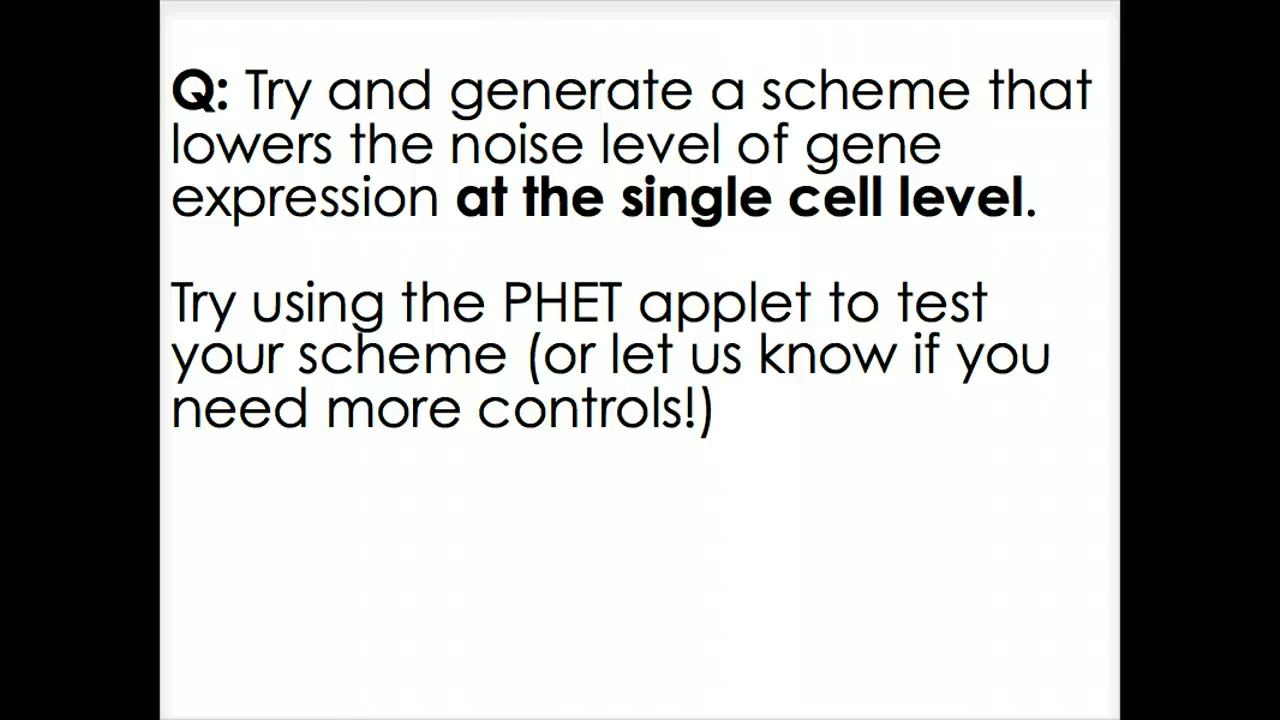 Q: Try and generate a scheme that
lowers the noise level of gene
expression at the single cell level.
Try using the PHET applet to test
your scheme (or let us know if you
need more controls!)